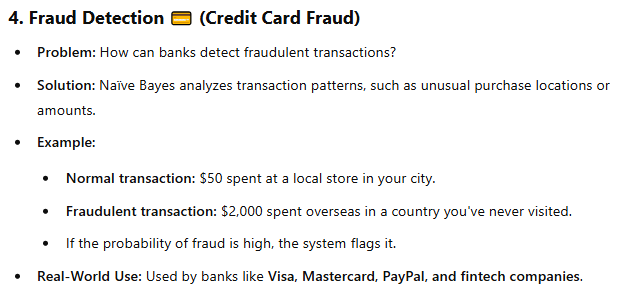 4. Fraud Detection 💳 (Credit Card Fraud)
• Problem: How can banks detect fraudulent transactions?
• Solution: Naïve Bayes analyzes transaction patterns, such as unusual purchase locations or
amounts.
• Example:
• Normal transaction: $50 spent at a local store in your city.
• Fraudulent transaction: $2,000 spent overseas in a country you've never visited.
• If the probability of fraud is high, the system flags it.
• Real-World Use: Used by banks like Visa, Mastercard, PayPal, and fintech companies.